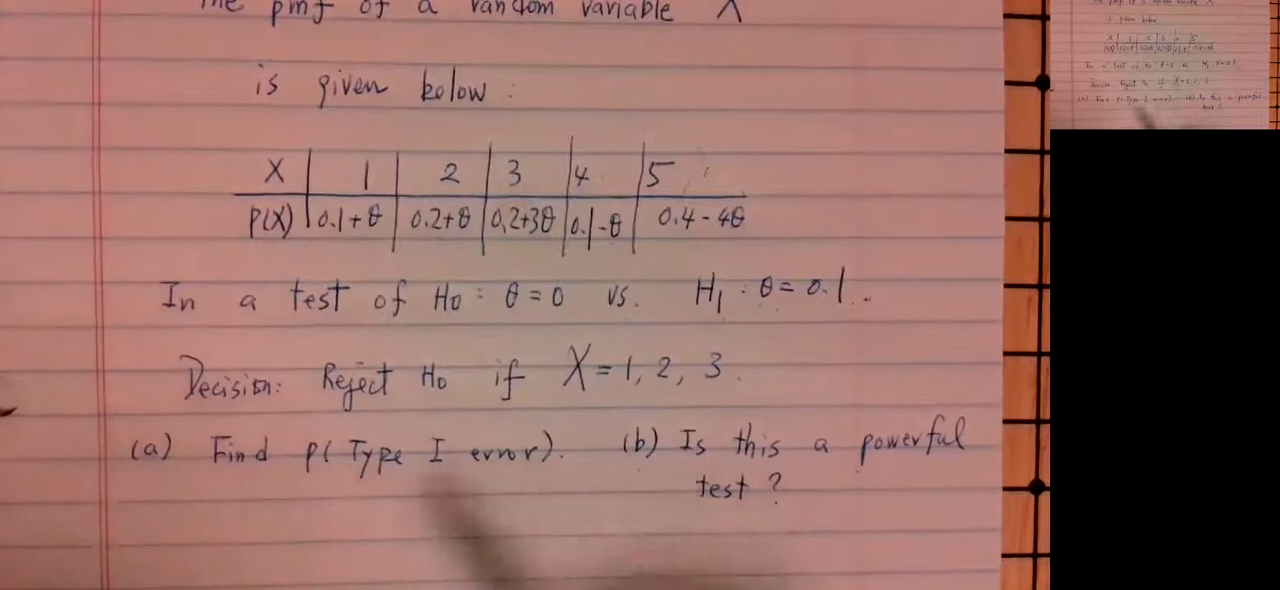 The pmf of a random variable X
is given below :
X 1 2 3 4 5
P(X) 0.1+θ 0.2+θ 0.2+3θ 0.1-θ 0.4-4θ
In a test of H0 : θ = 0 vs. H1 : θ = 0.1.
Decision: Reject H0 if X = 1, 2, 3.
(a) Find P( Type I error). (b) Is this a powerful
test ?